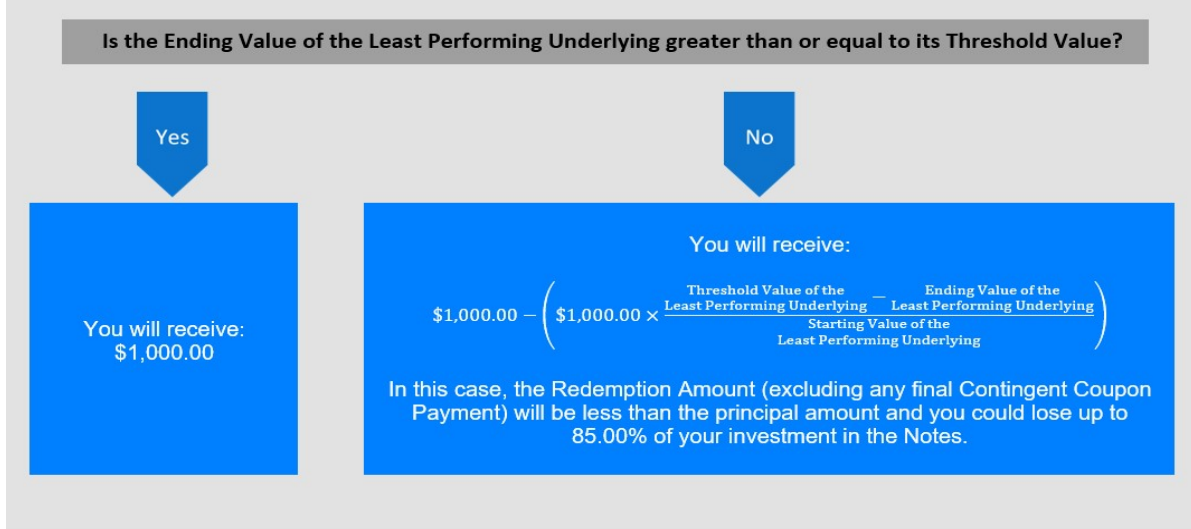 Is the Ending Value of the Least Performing Underlying greater than or equal to its Threshold Value?
Yes
No
You will receive:
$1,000.00
You will receive:
$1,000.00 − ( $1,000.00 ×
Threshold Value of the
Least Performing Underlying
−
Ending Value of the
Least Performing Underlying
Starting Value of the
Least Performing Underlying
)
In this case, the Redemption Amount (excluding any final Contingent Coupon
Payment) will be less than the principal amount and you could lose up to
85.00% of your investment in the Notes.